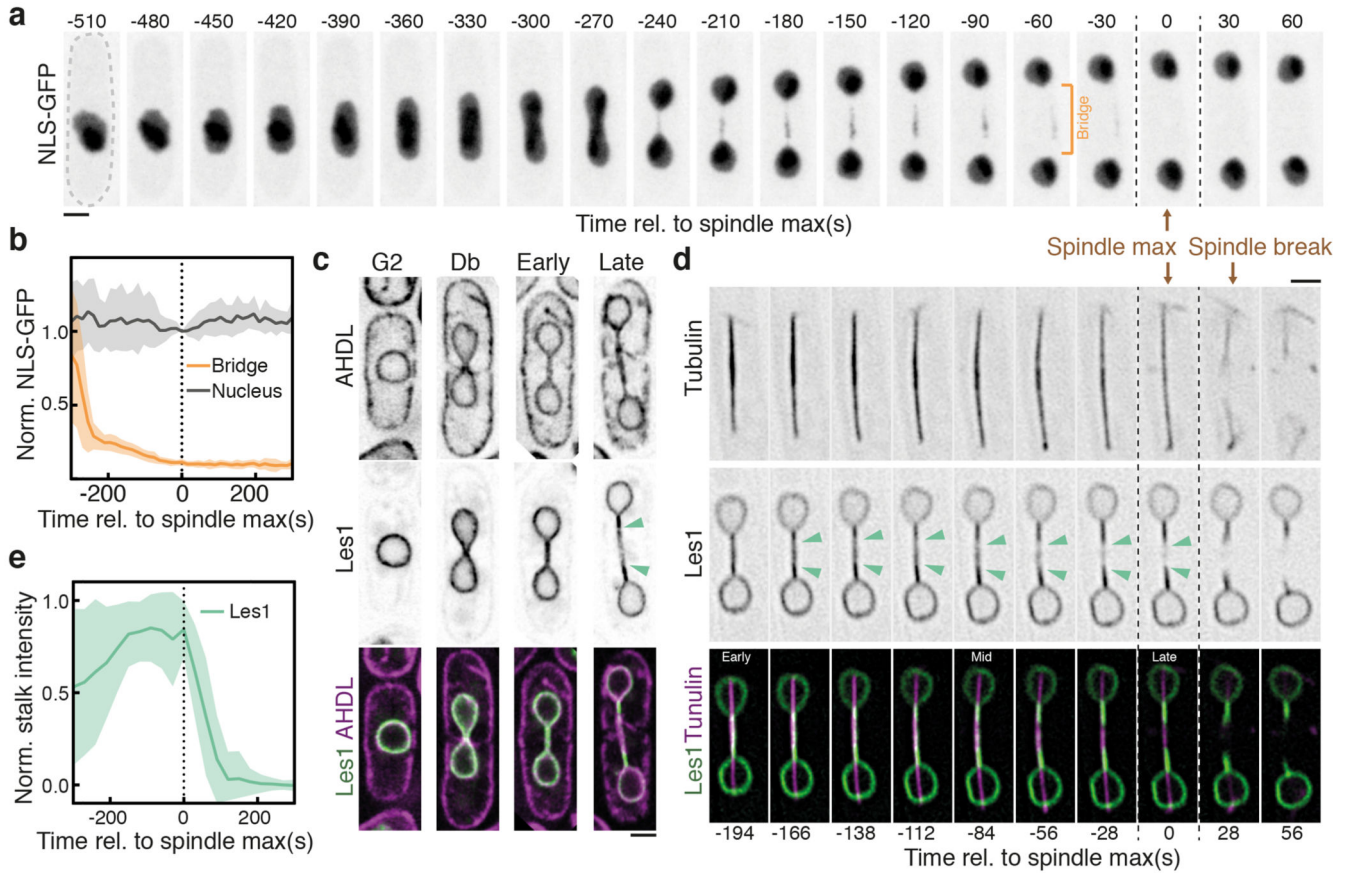 a
-510 -480 -450 -420 -390 -360 -330 -300 -270 -240 -210 -180 -150 -120 -90 -60 -30 0 30 60
NLS-GFP
Bridge
Time rel. to spindle max(s)
Spindle max Spindle break
b
Norm. NLS-GFP
1.0
0.5
Bridge
Nucleus
-200 0 200
Time rel. to spindle max(s)
c
G2 Db Early Late
AHDL
Les1
Les1 AHDL
d
Tubulin
Les1
Les1 Tunulin
Early Mid Late
-194 -166 -138 -112 -84 -56 -28 0 28 56
Time rel. to spindle max(s)
e
Norm. stalk intensity
1.0
0.5
0.0
Les1
-200 0 200
Time rel. to spindle max(s)